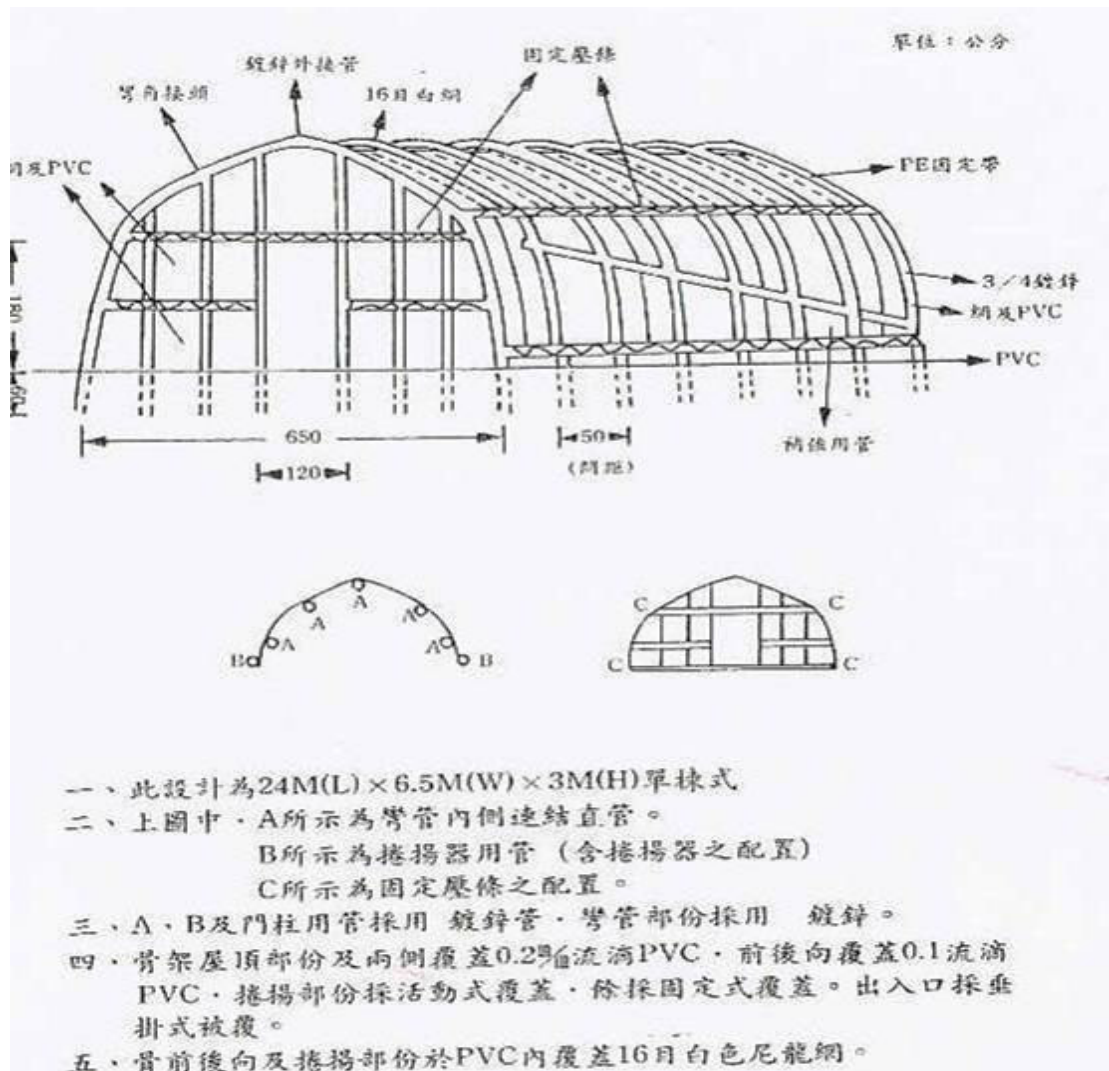 單位：公分
固定壓條
鍍鋅外接管
彎角接頭
16目白網
網及PVC
PE固定帶
180
3/4鍍鋅
網及PVC
PVC
60
650
50
(間距)
120
補強用管
A
A
A
A
A
B
B
C
C
C
C
一、此設計為24M(L)×6.5M(W)×3M(H)單棟式
二、上圖中，A所示為彎管內側連結直管。
B所示為捲揚器用管 (含捲揚器之配置)
C所示為固定壓條之配置。
三、A、B及門柱用管採用 鍍鋅管，彎管部份採用 鍍鋅。
四、骨架屋頂部份及兩側覆蓋0.2㎜流滴PVC，前後向覆蓋0.1流滴
PVC，捲揚部份採活動式覆蓋，餘採固定式覆蓋。出入口採垂
掛式被覆。
五、骨前後向及捲揚部份於PVC內覆蓋16目白色尼龍網。